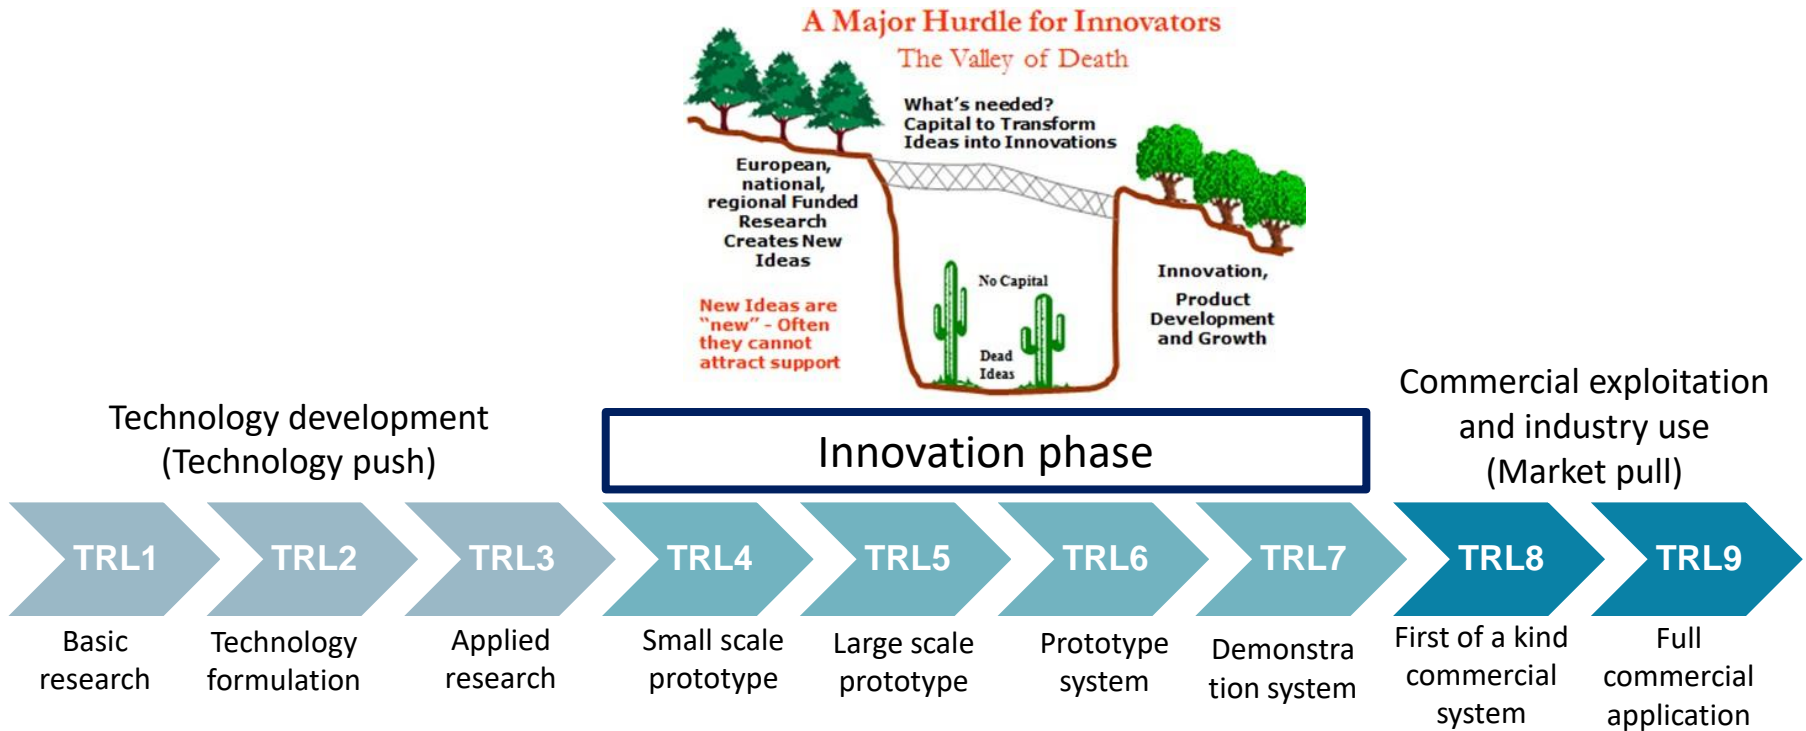 A Major Hurdle for Innovators
The Valley of Death
What's needed?
Capital to Transform
Ideas into Innovations
European,
national,
regional Funded
Research
Creates New
Ideas
New Ideas are
"new" - Often
they cannot
attract support
No Capital
Dead
Ideas
Innovation,
Product
Development
and Growth
Technology development
(Technology push)
Innovation phase
Commercial exploitation
and industry use
(Market pull)
TRL1
TRL2
TRL3
TRL4
TRL5
TRL6
TRL7
TRL8
TRL9
Basic
research
Technology
formulation
Applied
research
Small scale
prototype
Large scale
prototype
Prototype
system
Demonstra
tion system
First of a kind
commercial
system
Full
commercial
application